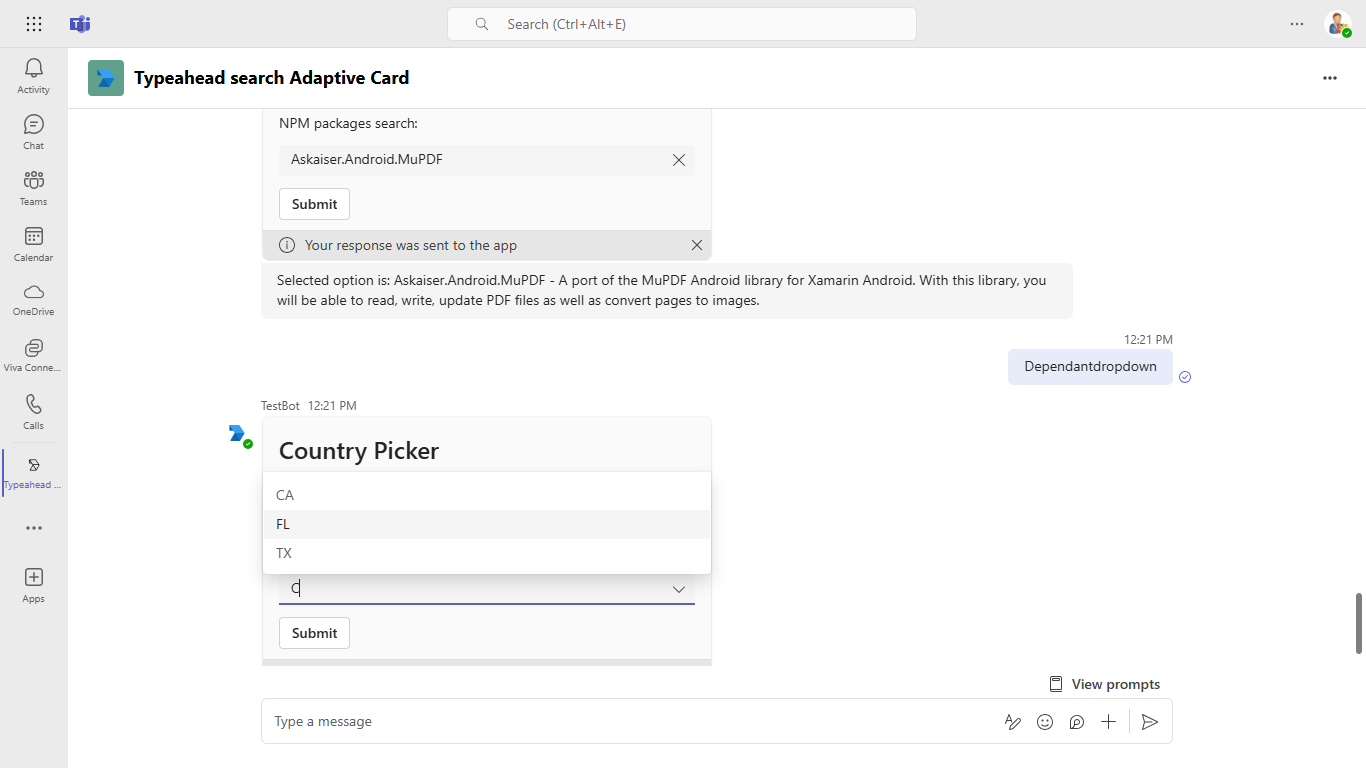 Search (Ctrl+Alt+E)
Activity
Chat
Teams
Calendar
OneDrive
Viva Conne...
Calls
Typeahead ...
Apps
Typeahead search Adaptive Card
NPM packages search:
Askaiser.Android.MuPDF
Submit
Your response was sent to the app
Selected option is: Askaiser.Android.MuPDF - A port of the MuPDF Android library for Xamarin Android. With this library, you
will be able to read, write, update PDF files as well as convert pages to images.
12:21 PM
Dependantdropdown
TestBot 12:21 PM
Country Picker
CA
FL
TX
C
Submit
View prompts
Type a message